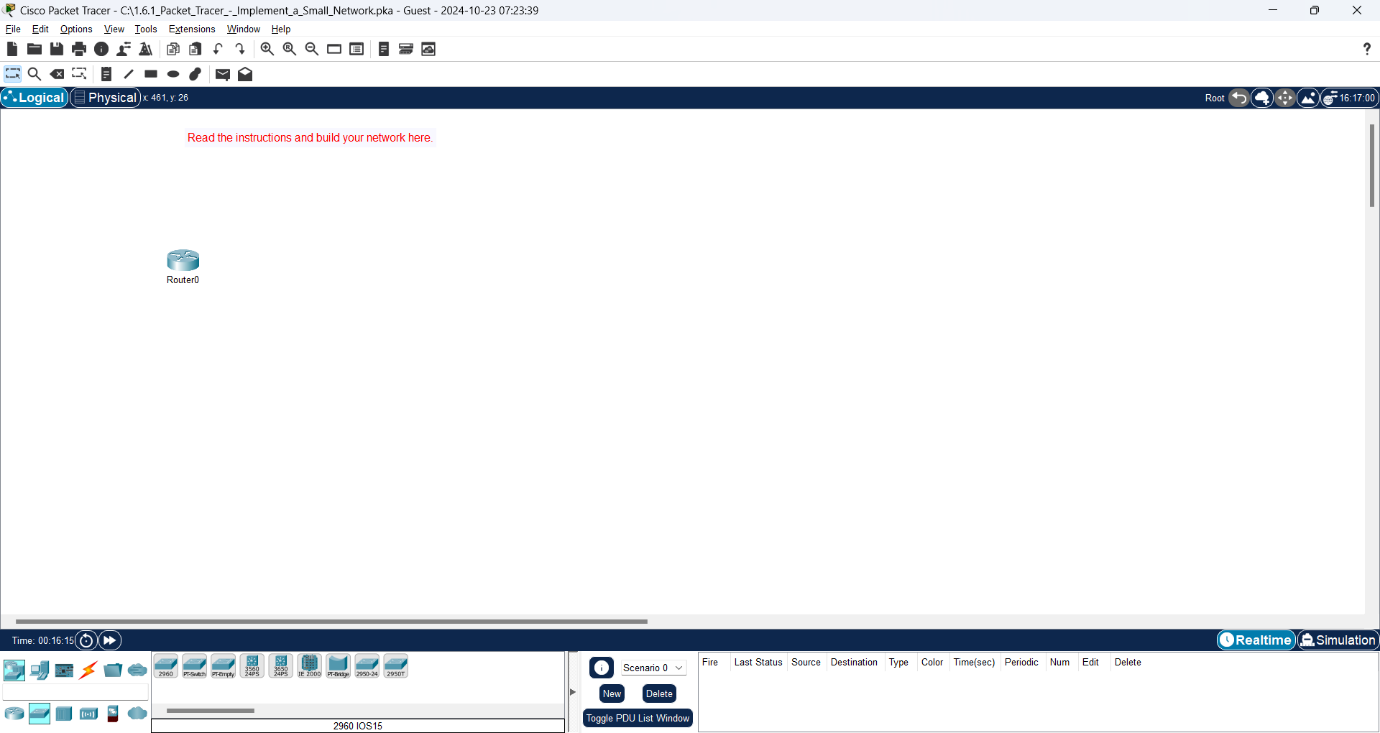 Cisco Packet Tracer - C:\1.6.1_Packet_Tracer_-_Implement_a_Small_Network.pka - Guest - 2024-10-23 07:23:39
File Edit Options View Tools Extensions Window Help
?
Logical Physical x: 461, y: 26 Root 16:17:00
Read the instructions and build your network here.
Router0
Time: 00:16:15 Realtime Simulation
2960 PT-Switch PT-Empty 3560 24PS 3650 24PS IE 2000 PT-Bridge 2950-24 2950T
2960 IOS15
Scenario 0
New Delete
Toggle PDU List Window
Fire Last Status Source Destination Type Color Time(sec) Periodic Num Edit Delete